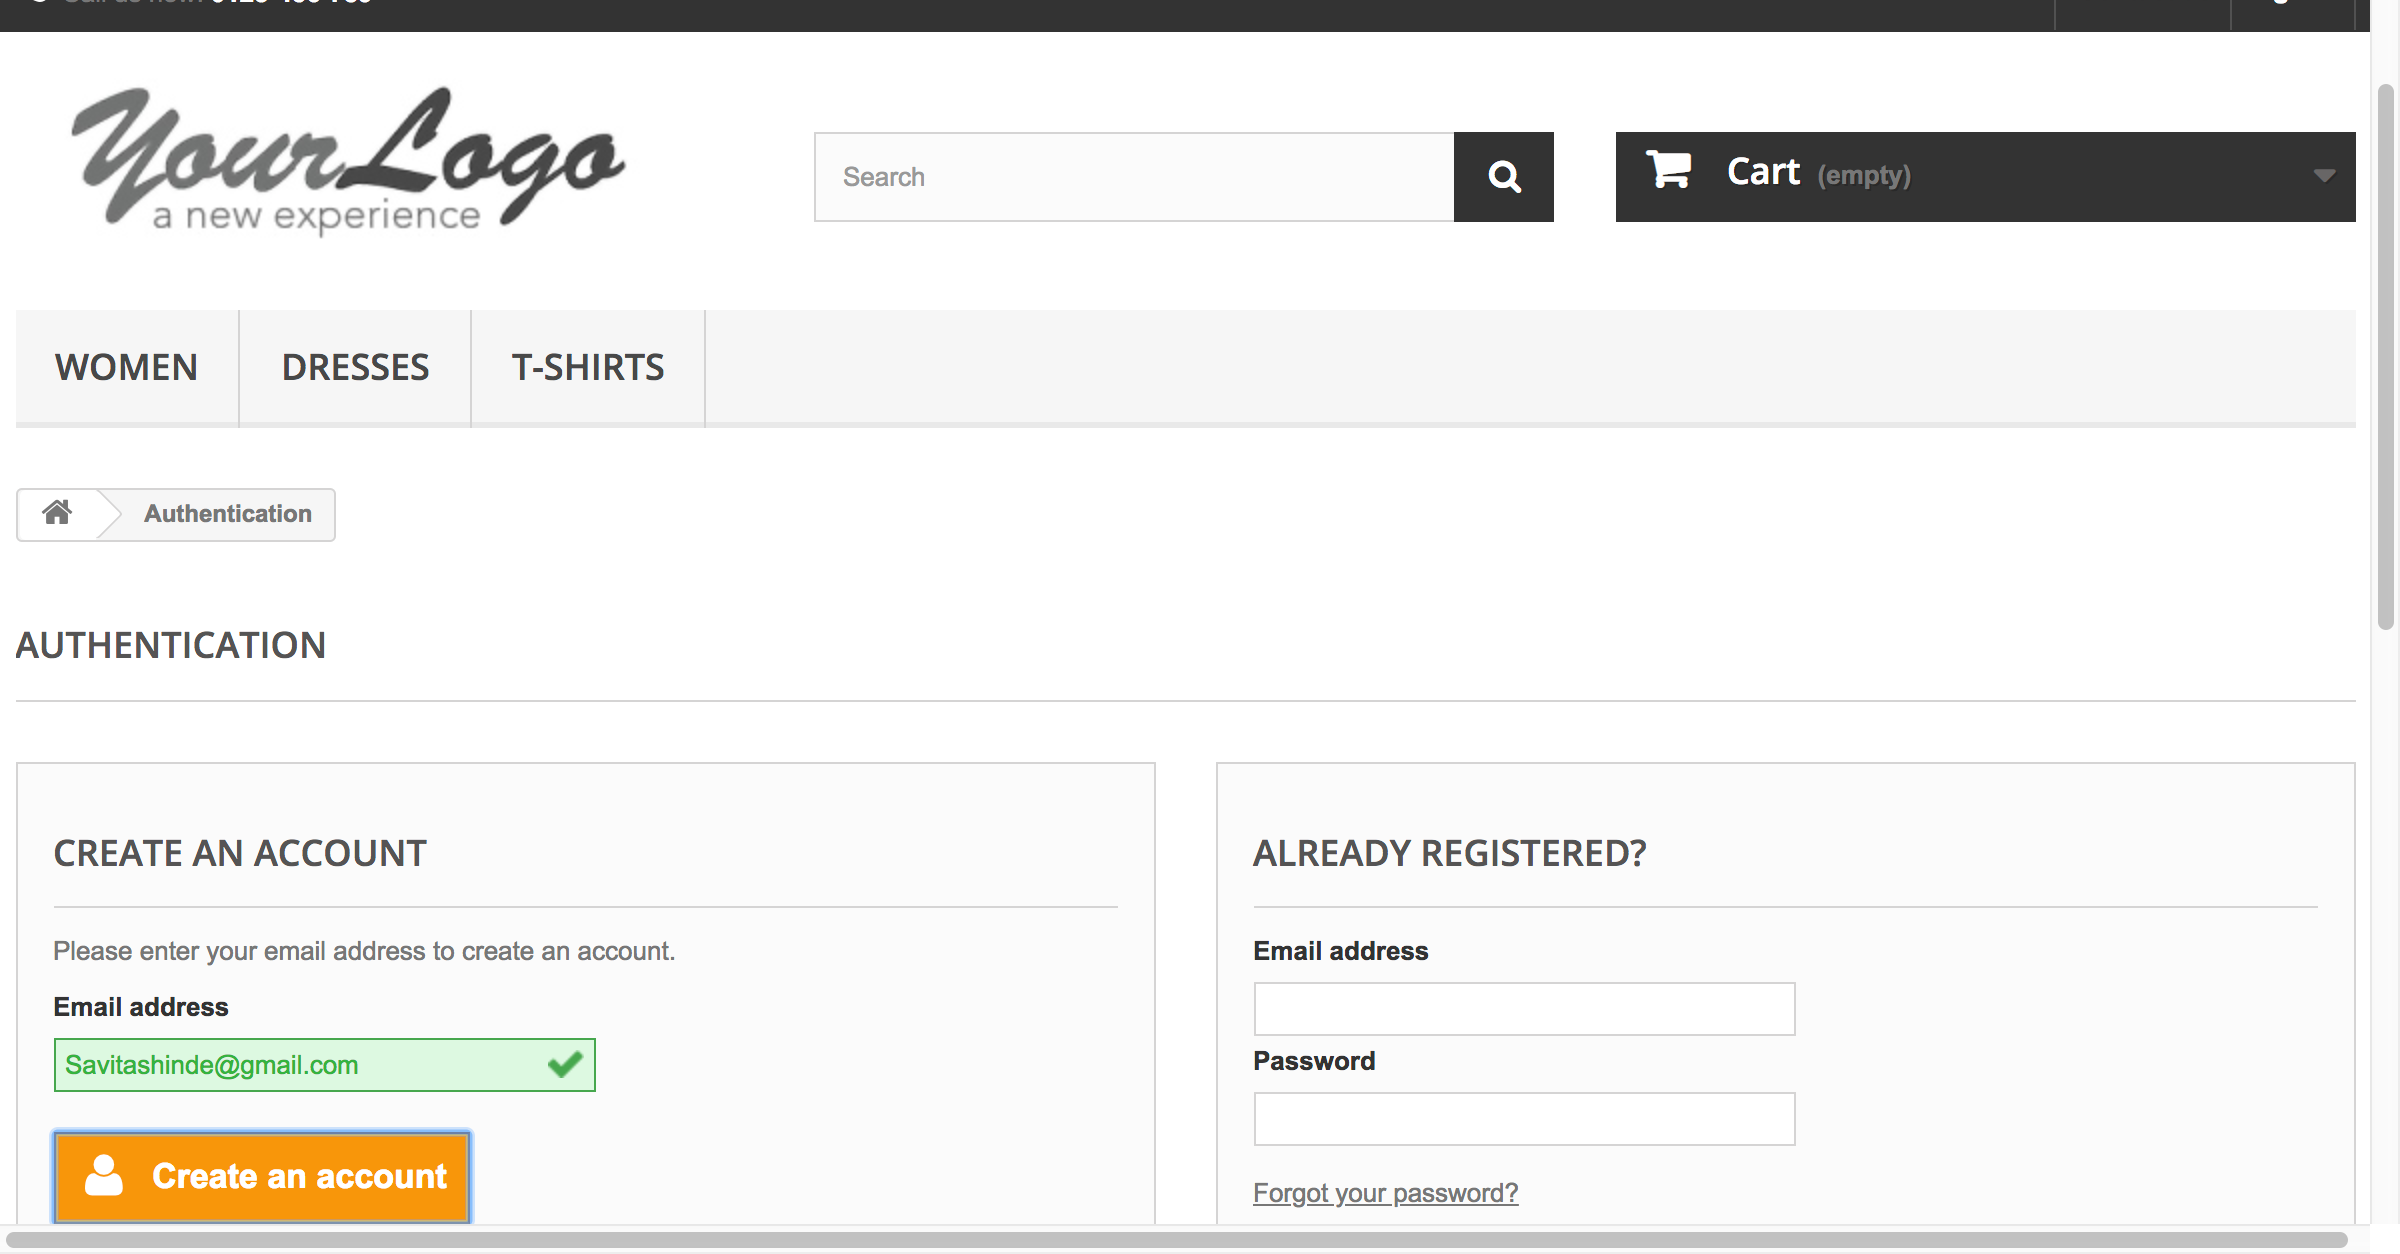 YourLogo
a new experience
Search
Cart (empty)
WOMEN
DRESSES
T-SHIRTS
Authentication
AUTHENTICATION
CREATE AN ACCOUNT
Please enter your email address to create an account.
Email address
Savitashinde@gmail.com
Create an account
ALREADY REGISTERED?
Email address
Password
Forgot your password?